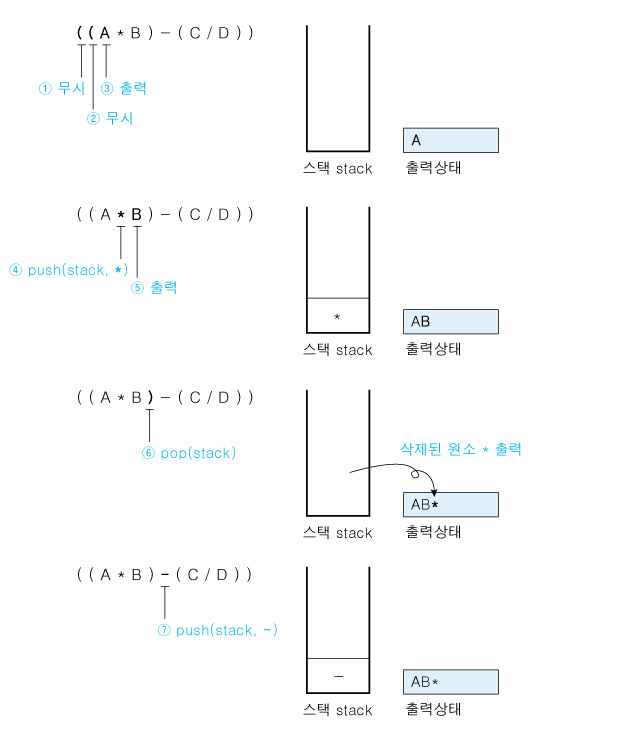 ( ( A * B ) − ( C / D ) )
① 무시 ③ 출력
② 무시
A
스택 stack 출력상태
( ( A * B ) − ( C / D ) )
④ push(stack, *)
⑤ 출력
*
AB
스택 stack 출력상태
( ( A * B ) − ( C / D ) )
⑥ pop(stack)
삭제된 원소 * 출력
AB*
스택 stack 출력상태
( ( A * B ) − ( C / D ) )
⑦ push(stack, −)
−
AB*
스택 stack 출력상태